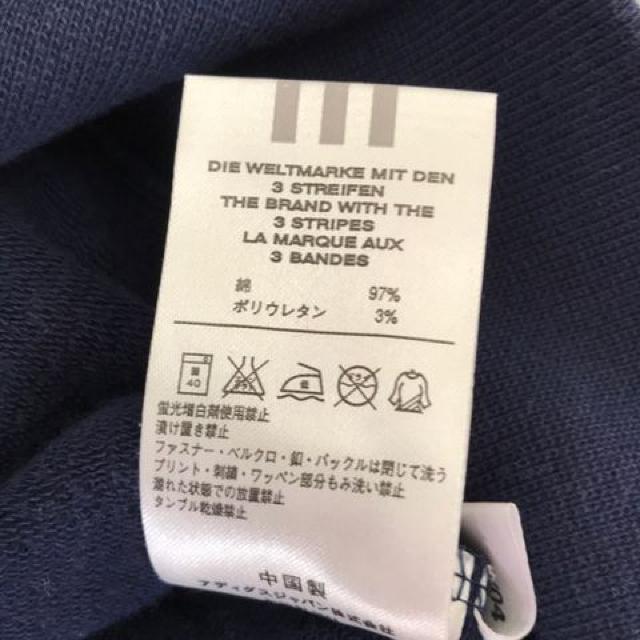 DIE WELTMARKE MIT DEN
3 STREIFEN
THE BRAND WITH THE
3 STRIPES
LA MARQUE AUX
3 BANDES
綿 97%
ポリウレタン 3%
40
蛍光増白剤使用禁止
漬け置き禁止
ファスナー・ベルクロ・釦・バックルは閉じて洗う
プリント・刺繍・ワッペン部分もみ洗い禁止
濡れた状態での放置禁止
タンブル乾燥禁止
中国製
アディダスジャパン株式会社